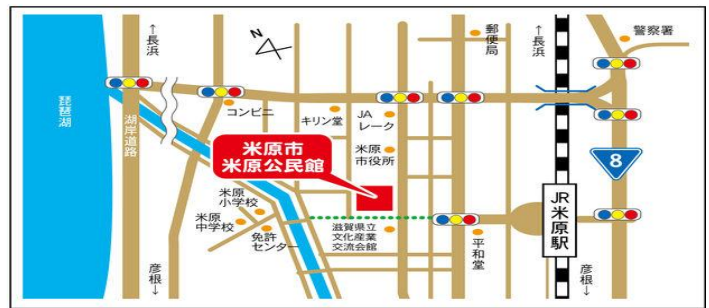 ←長浜
郵便局
←長浜
警察署
琵琶湖
湖岸道路
コンビニ
キリン堂
JA
レーク
米原市
米原公民館
米原
市役所
8
米原
小学校
米原
中学校
免許
センター
滋賀県立
文化産業
交流会館
平和堂
JR米原駅
彦根→
彦根→